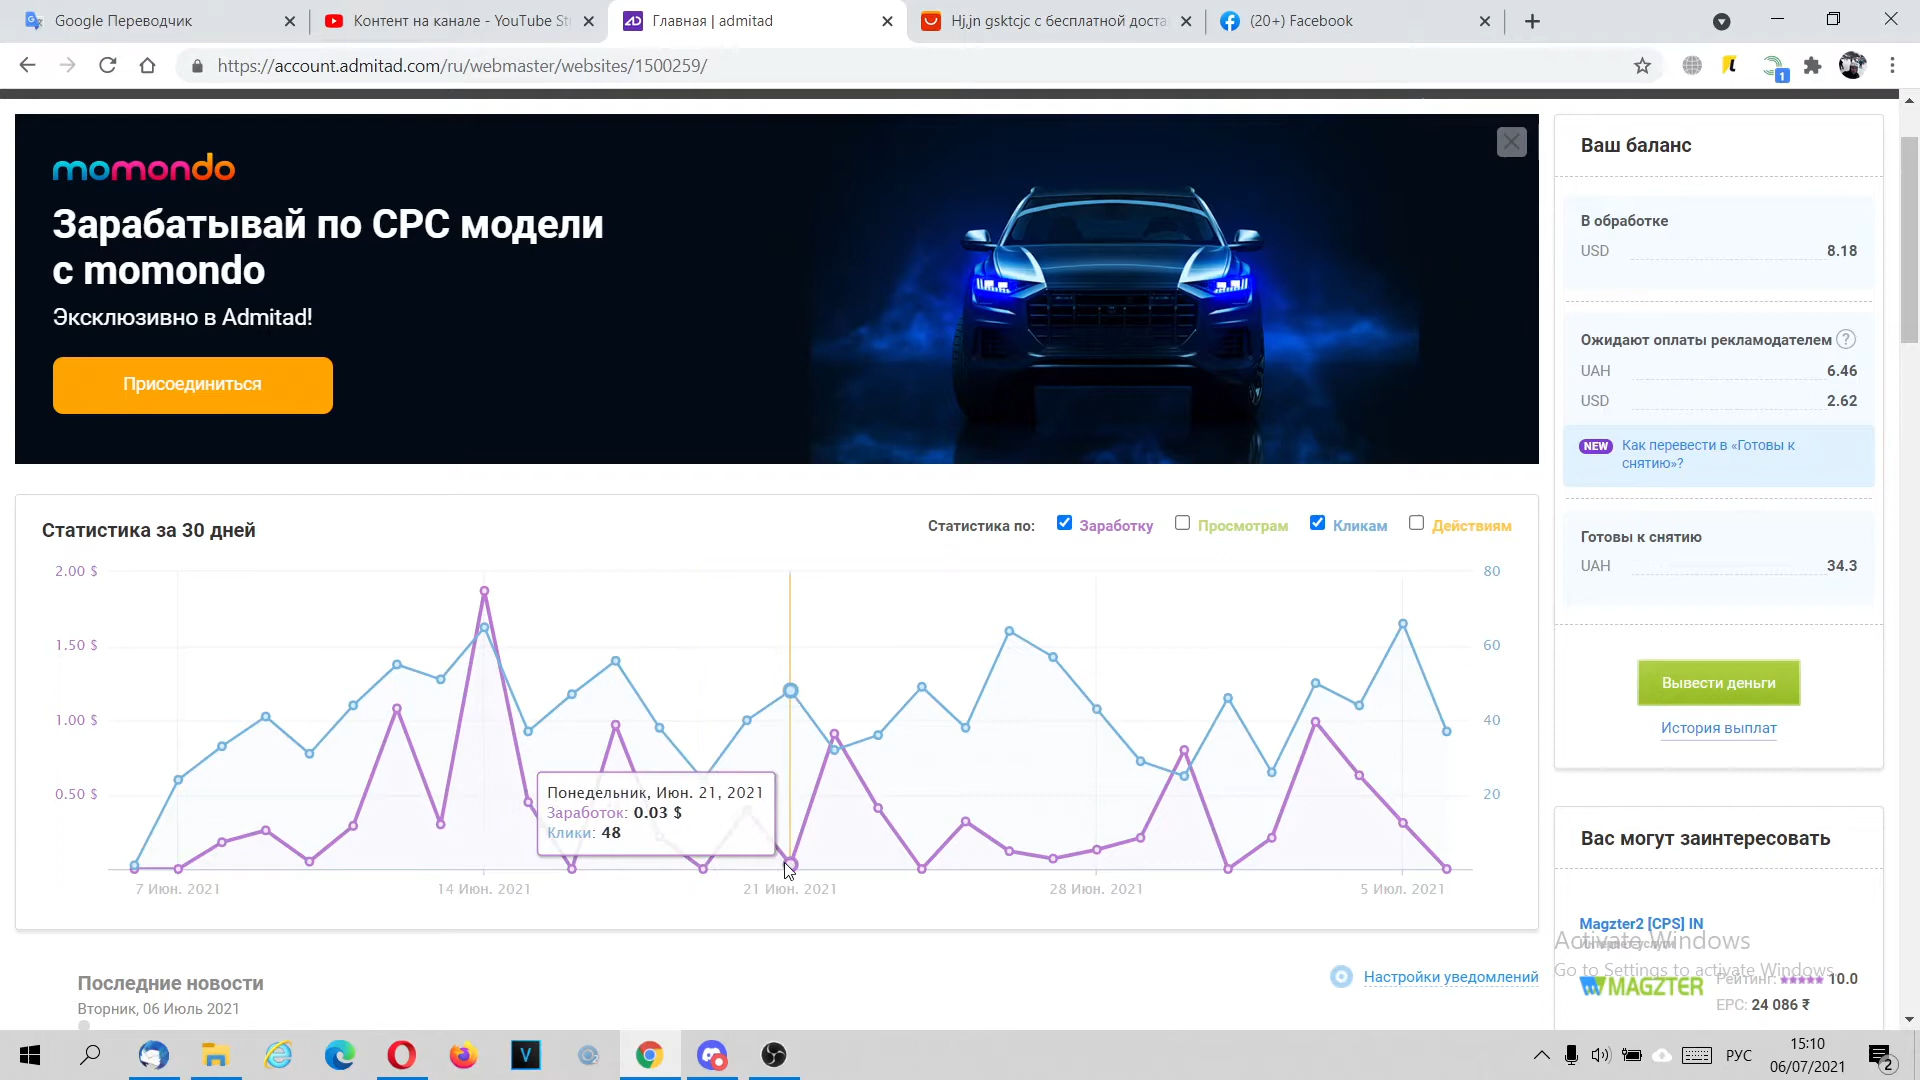 Google Переводчик
Контент на канале - YouTube St
Главная | admitad
Hj,jn gsktcjc с бесплатной доста
(20+) Facebook
https://account.admitad.com/ru/webmaster/websites/1500259/
1
momondo
Зарабатывай по CPC модели
с momondo
Эксклюзивно в Admitad!
Присоединиться
Ваш баланс
В обработке
USD 8.18
Ожидают оплаты рекламодателем ?
UAH 6.46
USD 2.62
NEW Как перевести в «Готовы к
снятию»?
Готовы к снятию
UAH 34.3
Вывести деньги
История выплат
Статистика за 30 дней
Статистика по: Заработку Просмотрам Кликам Действиям
2.00 $ 80
1.50 $ 60
1.00 $ 40
0.50 $ 20
Понедельник, Июн. 21, 2021
Заработок: 0.03 $
Клики: 48
7 Июн. 2021 14 Июн. 2021 21 Июн. 2021 28 Июн. 2021 5 Июл. 2021
Вас могут заинтересовать
Magzter2 [CPS] IN
Интернет-услуги
MAGZTER
Рейтинг: 10.0
EPC: 24 086 ₹
Activate Windows
Go to Settings to activate Windows.
Последние новости
Вторник, 06 Июль 2021
Настройки уведомлений
V
РУС
15:10
06/07/2021
2